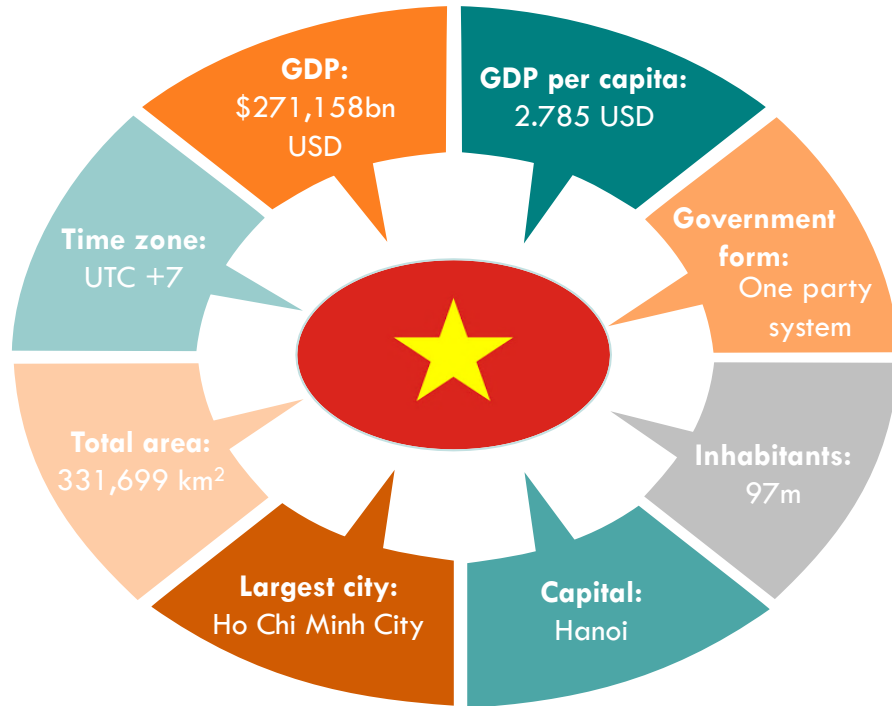 GDP:
$271,158bn
USD
GDP per capita:
2.785 USD
Time zone:
UTC +7
Government
form:
One party
system
Total area:
331,699 km²
Inhabitants:
97m
Largest city:
Ho Chi Minh City
Capital:
Hanoi